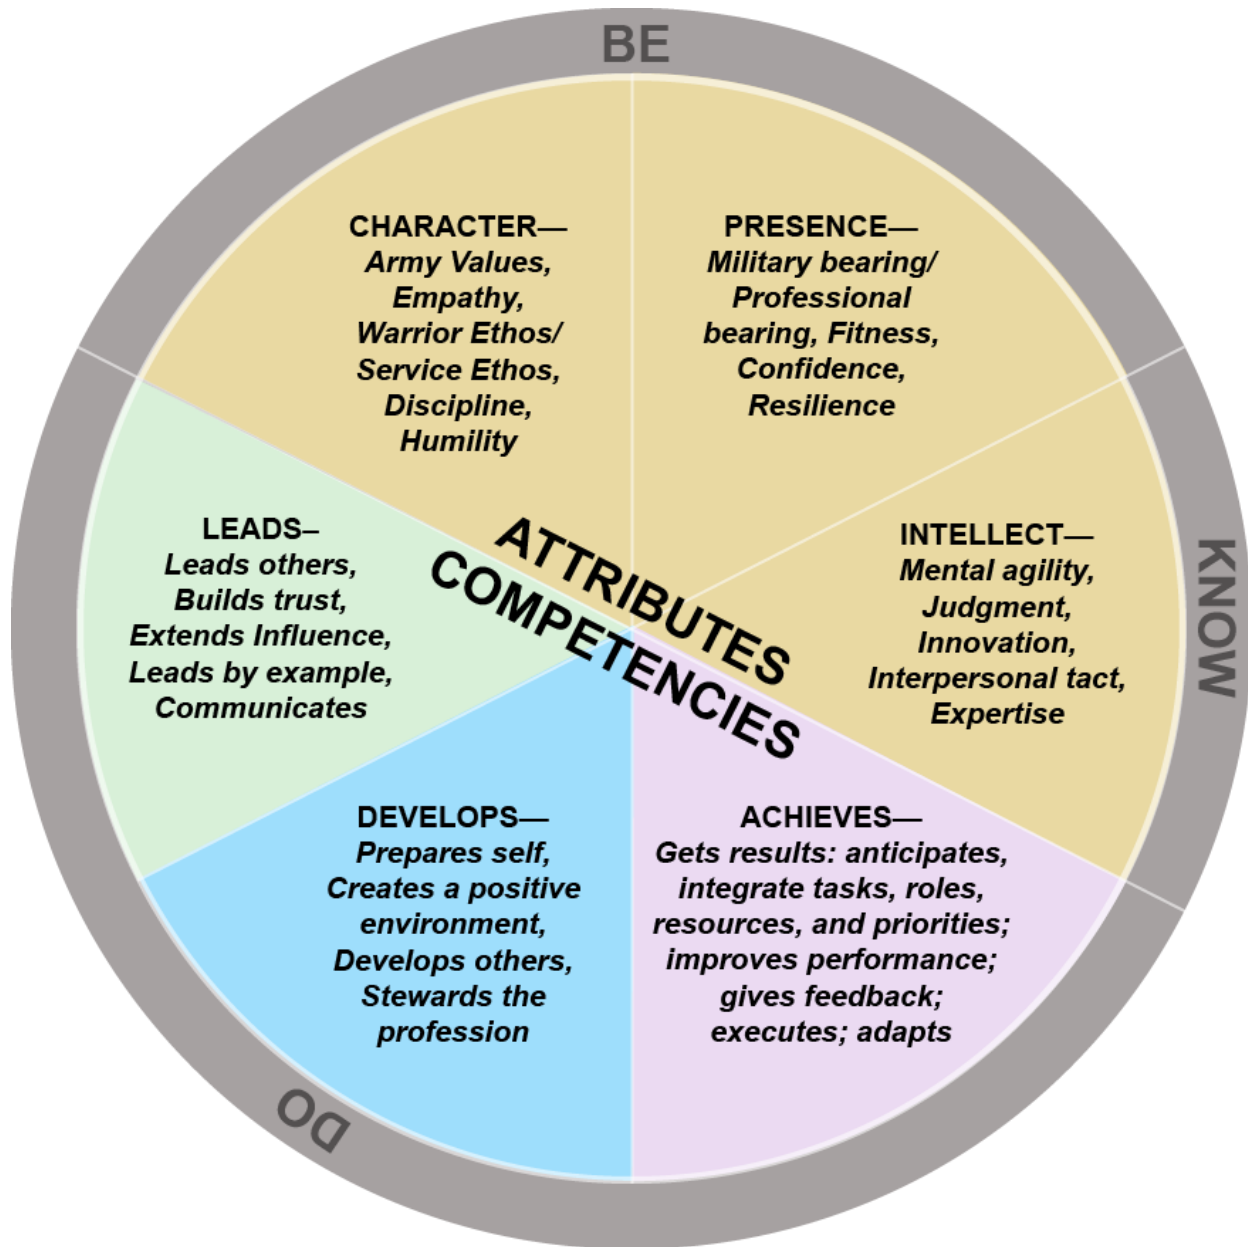 BE
CHARACTER—
Army Values,
Empathy,
Warrior Ethos/
Service Ethos,
Discipline,
Humility
PRESENCE—
Military bearing/
Professional
bearing, Fitness,
Confidence,
Resilience
ATTRIBUTES
COMPETENCIES
LEADS–
Leads others,
Builds trust,
Extends Influence,
Leads by example,
Communicates
INTELLECT—
Mental agility,
Judgment,
Innovation,
Interpersonal tact,
Expertise
KNOW
DEVELOPS—
Prepares self,
Creates a positive
environment,
Develops others,
Stewards the
profession
ACHIEVES—
Gets results: anticipates,
integrate tasks, roles,
resources, and priorities;
improves performance;
gives feedback;
executes; adapts
DO